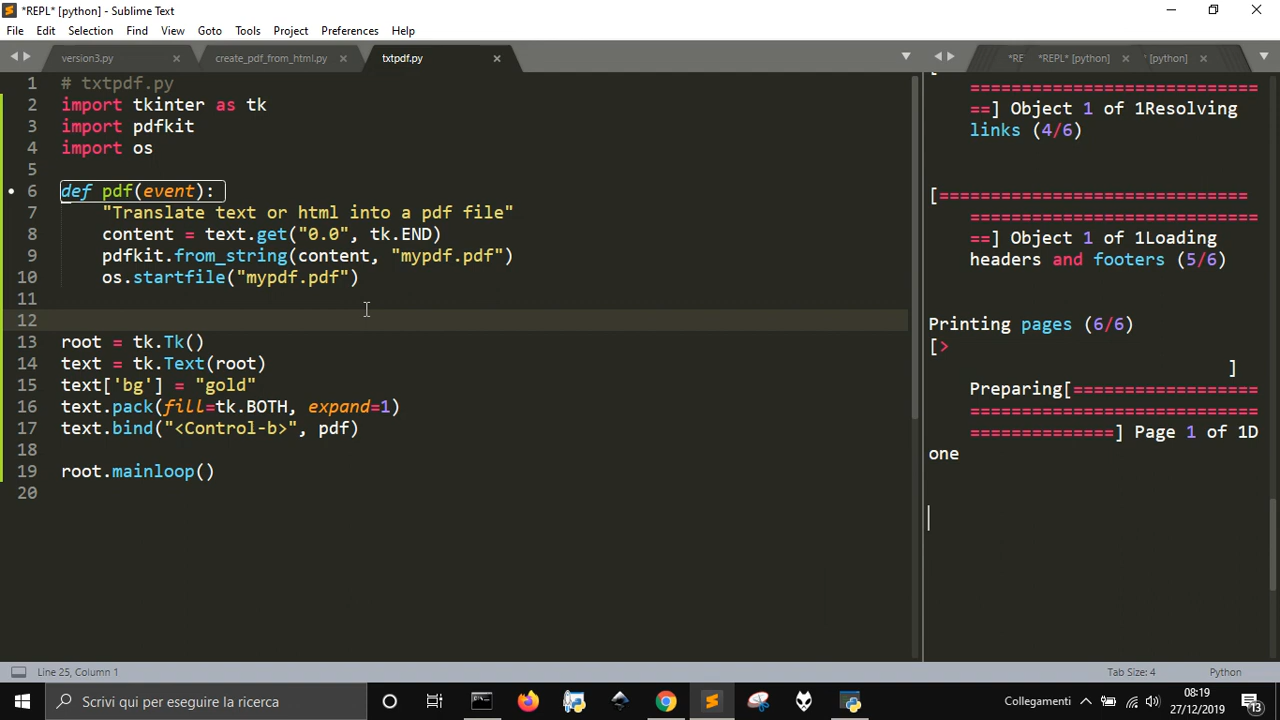 *REPL* [python] - Sublime Text
File Edit Selection Find View Goto Tools Project Preferences Help
version3.py create_pdf_from_html.py txtpdf.py *RE *REPL* [python] [python]
1 # txtpdf.py
2 import tkinter as tk
3 import pdfkit
4 import os
5
6 def pdf(event):
7 "Translate text or html into a pdf file"
8 content = text.get("0.0", tk.END)
9 pdfkit.from_string(content, "mypdf.pdf")
10 os.startfile("mypdf.pdf")
11
12
13 root = tk.Tk()
14 text = tk.Text(root)
15 text['bg'] = "gold"
16 text.pack(fill=tk.BOTH, expand=1)
17 text.bind("<Control-b>", pdf)
18
19 root.mainloop()
20
[
============================
==] Object 1 of 1Resolving
links (4/6)
[==============================
============================
==] Object 1 of 1Loading
headers and footers (5/6)
Printing pages (6/6)
[>
]
Preparing[==================
============================
==============] Page 1 of 1D
one
Line 25, Column 1 Tab Size: 4 Python
Scrivi qui per eseguire la ricerca Collegamenti 08:19
27/12/2019 13